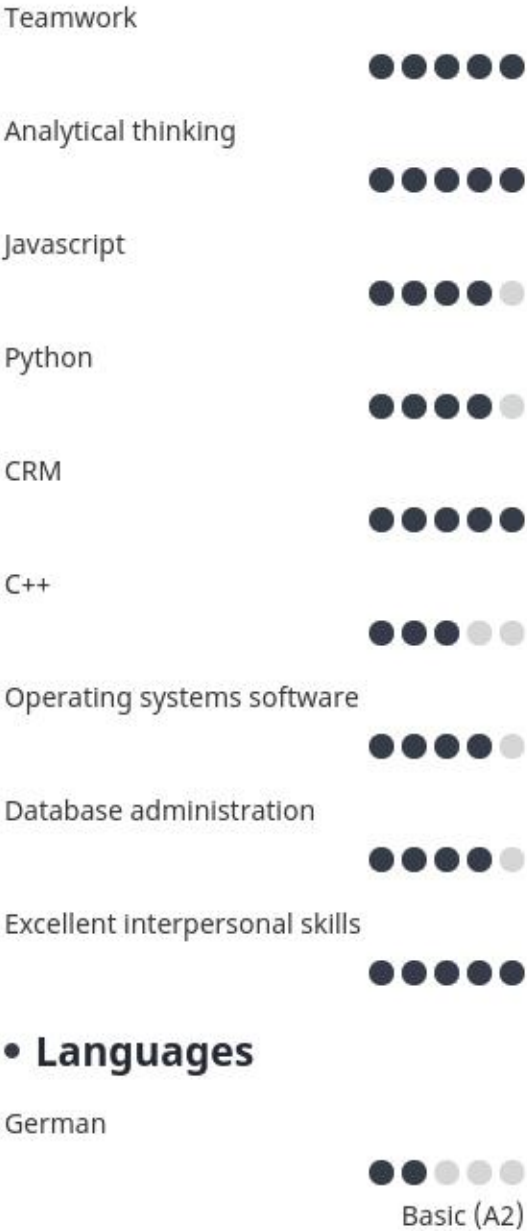 Teamwork
Analytical thinking
Javascript
Python
CRM
C++
Operating systems software
Database administration
Excellent interpersonal skills
• Languages
German
Basic (A2)